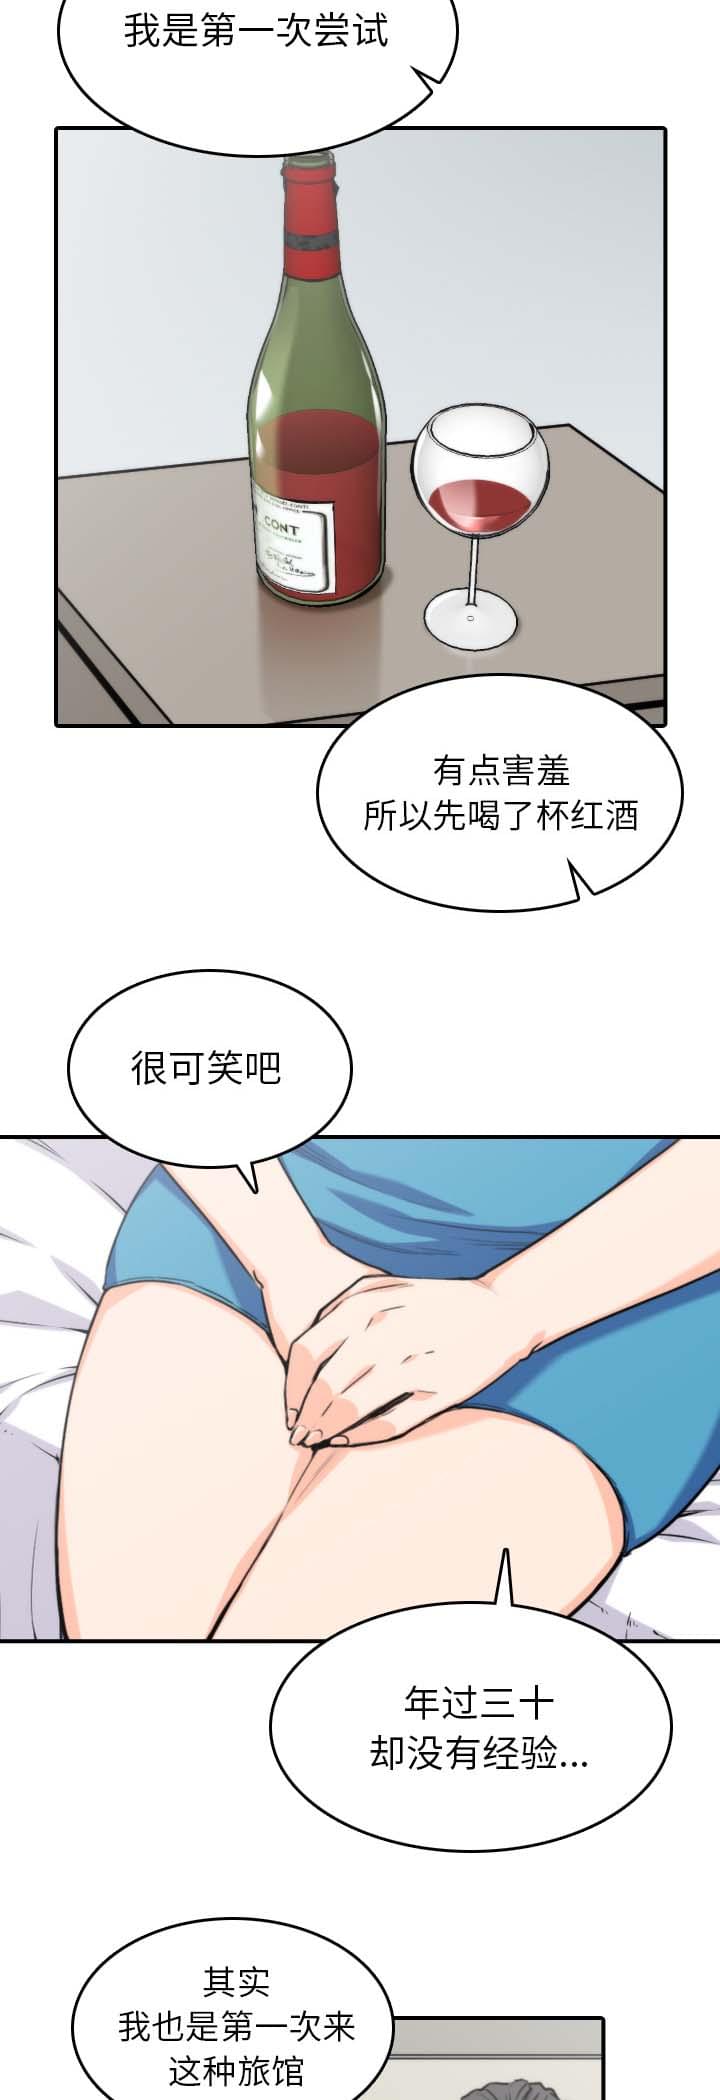 我是第一次尝试
CONT
有点害羞
所以先喝了杯红酒
很可笑吧
年过三十
却没有经验...
其实
我也是第一次来
这种旅馆